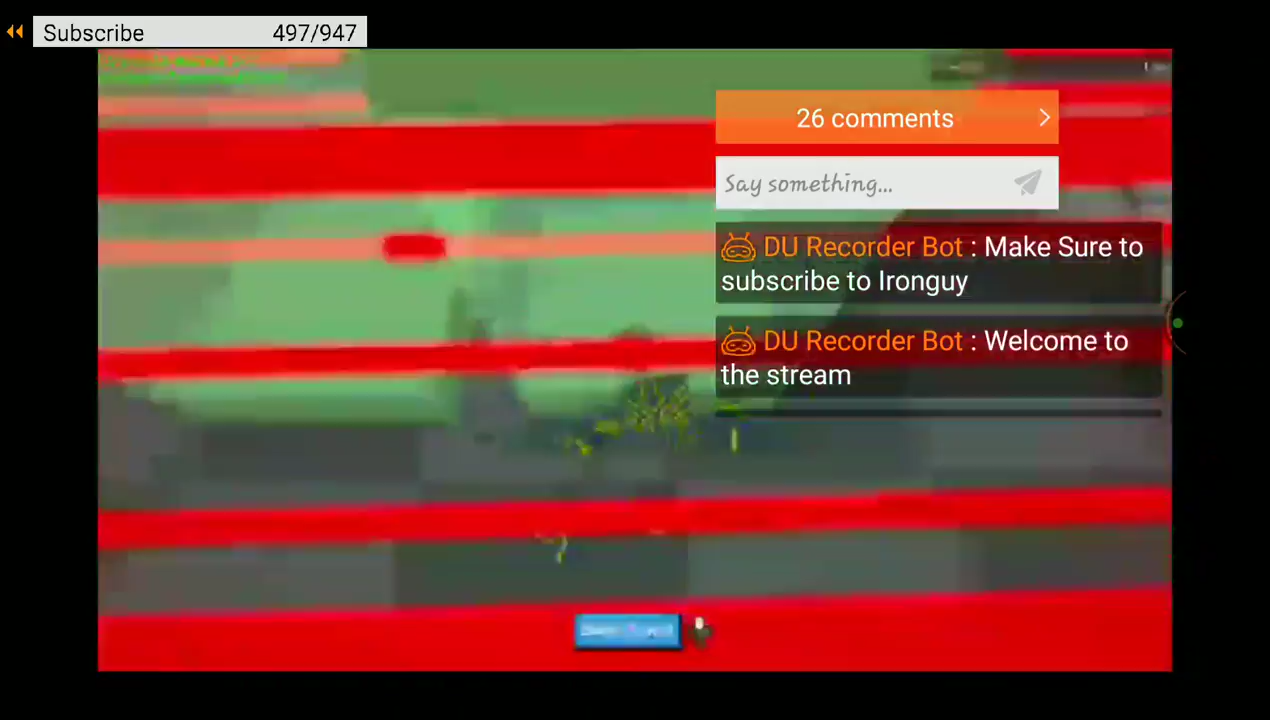 Subscribe 497/947
26 comments
Say something...
DU Recorder Bot : Make Sure to
subscribe to Ironguy
DU Recorder Bot : Welcome to
the stream